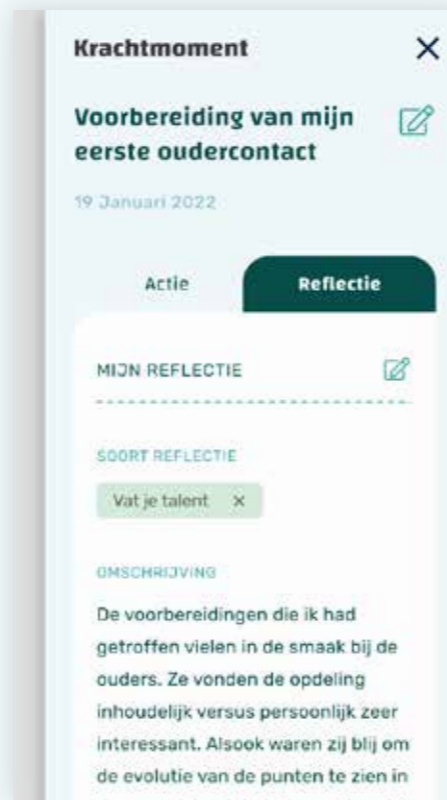 Krachtmoment
Voorbereiding van mijn
eerste oudercontact
19 Januari 2022
Actie
Reflectie
MIJN REFLECTIE
SOORT REFLECTIE
Vat je talent ×
OMSCHRIJVING
De voorbereidingen die ik had
getroffen vielen in de smaak bij de
ouders. Ze vonden de opdeling
inhoudelijk versus persoonlijk zeer
interessant. Alsook waren zij blij om
de evolutie van de punten te zien in